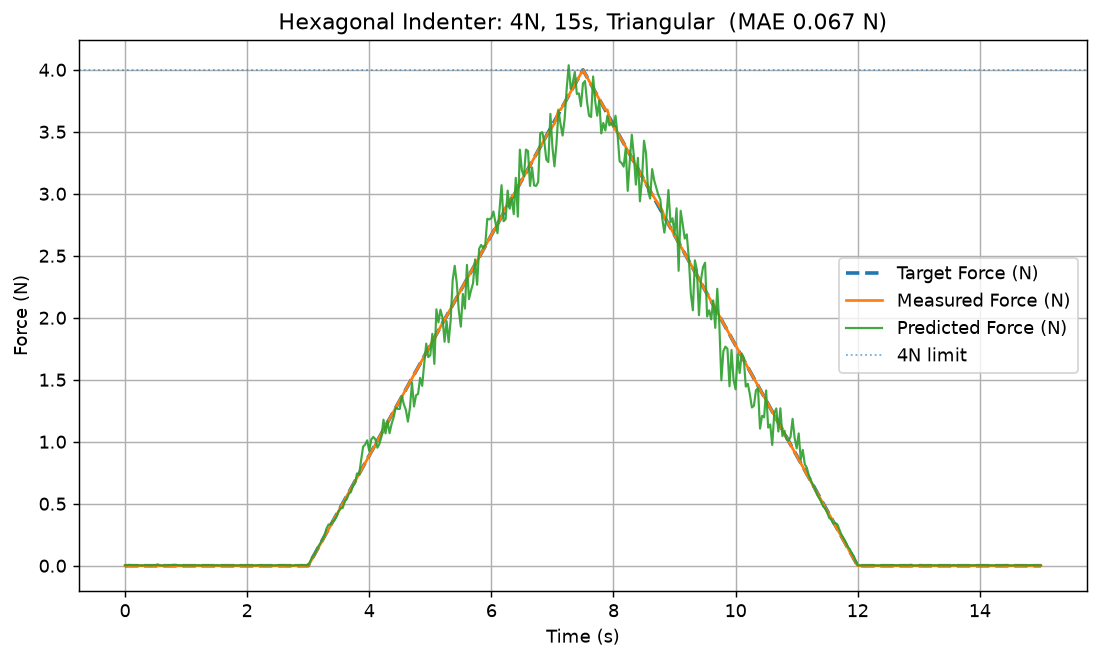 Hexagonal Indenter: 4N, 15s, Triangular  (MAE 0.067 N)
Force (N)
4.0
3.5
3.0
2.5
2.0
1.5
1.0
0.5
0.0
Target Force (N)
Measured Force (N)
Predicted Force (N)
4N limit
0 2 4 6 8 10 12 14
Time (s)